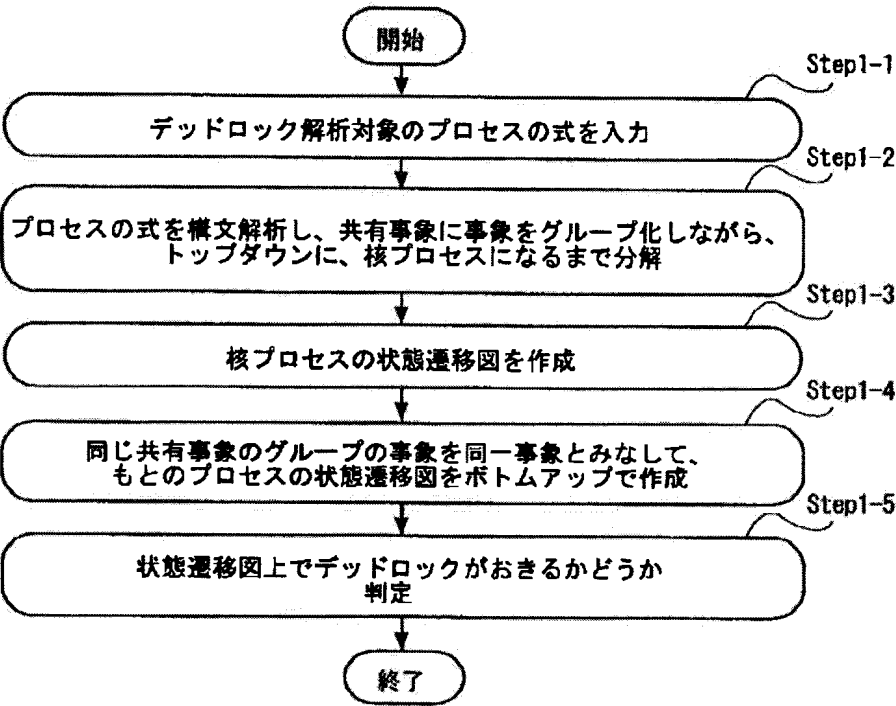 開始
Step1-1
デッドロック解析対象のプロセスの式を入力
Step1-2
プロセスの式を構文解析し、共有事象に事象をグループ化しながら、
トップダウンに、核プロセスになるまで分解
Step1-3
核プロセスの状態遷移図を作成
Step1-4
同じ共有事象のグループの事象を同一事象とみなして、
もとのプロセスの状態遷移図をボトムアップで作成
Step1-5
状態遷移図上でデッドロックがおきるかどうか
判定
終了